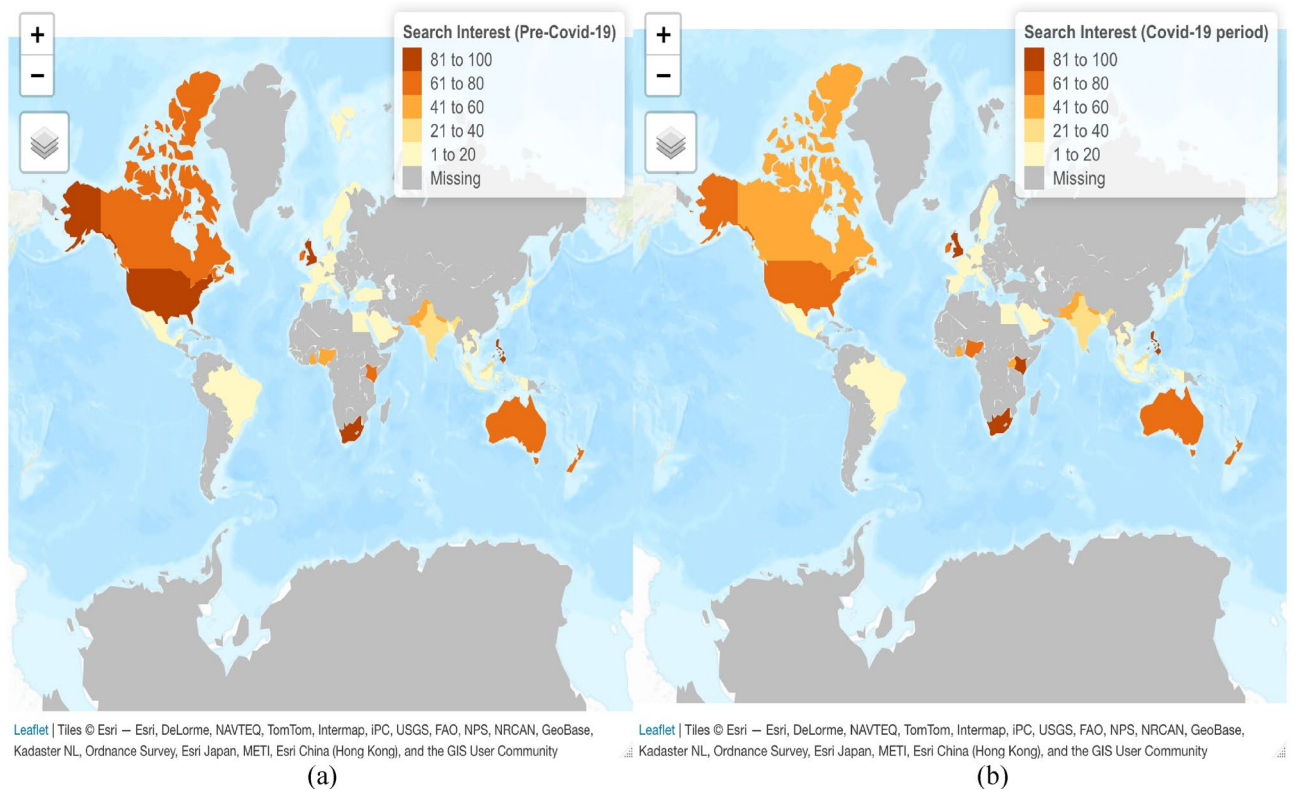 +
−
Search Interest (Pre-Covid-19)
81 to 100
61 to 80
41 to 60
21 to 40
1 to 20
Missing
Leaflet | Tiles © Esri — Esri, DeLorme, NAVTEQ, TomTom, Intermap, iPC, USGS, FAO, NPS, NRCAN, GeoBase,
Kadaster NL, Ordnance Survey, Esri Japan, METI, Esri China (Hong Kong), and the GIS User Community
(a)
+
−
Search Interest (Covid-19 period)
81 to 100
61 to 80
41 to 60
21 to 40
1 to 20
Missing
Leaflet | Tiles © Esri — Esri, DeLorme, NAVTEQ, TomTom, Intermap, iPC, USGS, FAO, NPS, NRCAN, GeoBase,
Kadaster NL, Ordnance Survey, Esri Japan, METI, Esri China (Hong Kong), and the GIS User Community
(b)